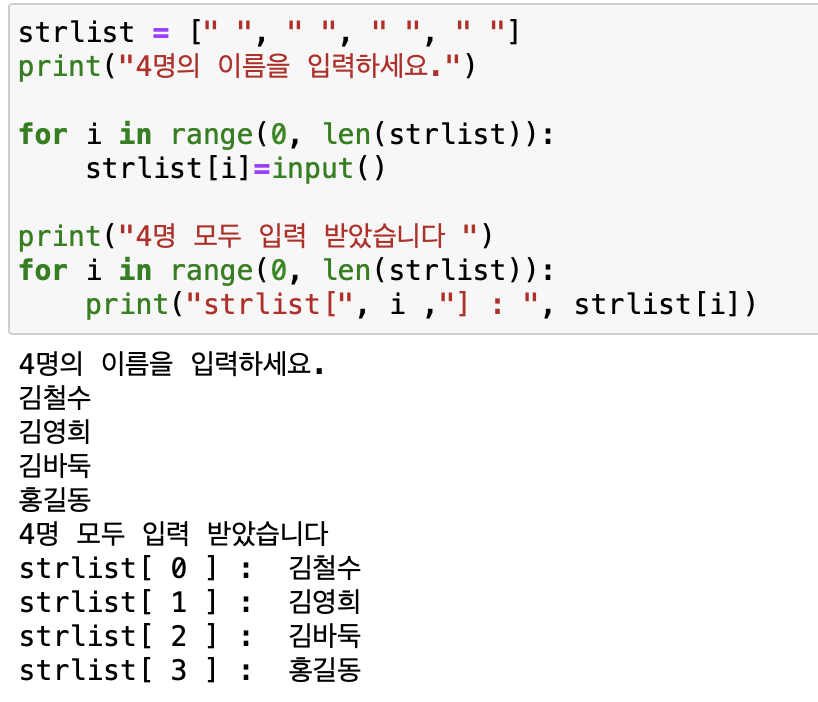 strlist = [" ", " ", " ", " "]
print("4명의 이름을 입력하세요.")
for i in range(0, len(strlist)):
    strlist[i]=input()
print("4명 모두 입력 받았습니다 ")
for i in range(0, len(strlist)):
    print("strlist[", i ,"] : ", strlist[i])
4명의 이름을 입력하세요.
김철수
김영희
김바둑
홍길동
4명 모두 입력 받았습니다
strlist[ 0 ] :  김철수
strlist[ 1 ] :  김영희
strlist[ 2 ] :  김바둑
strlist[ 3 ] :  홍길동